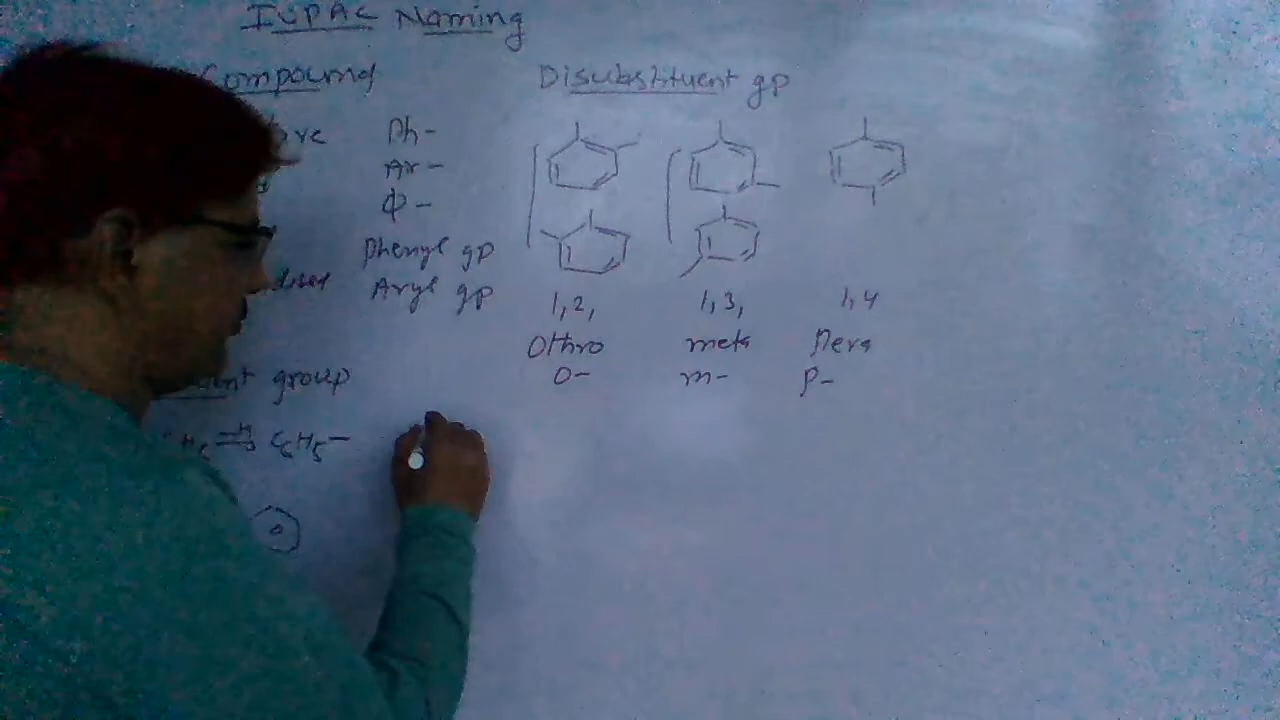 IUPAC Naming
Compound
Ph-
Ar-
Φ-
Phenyl gp
Aryl gp
group
C6H5-
Disubstituent gp
1,2, 1,3, 1,4
Othro meta Pera
O- m- P-